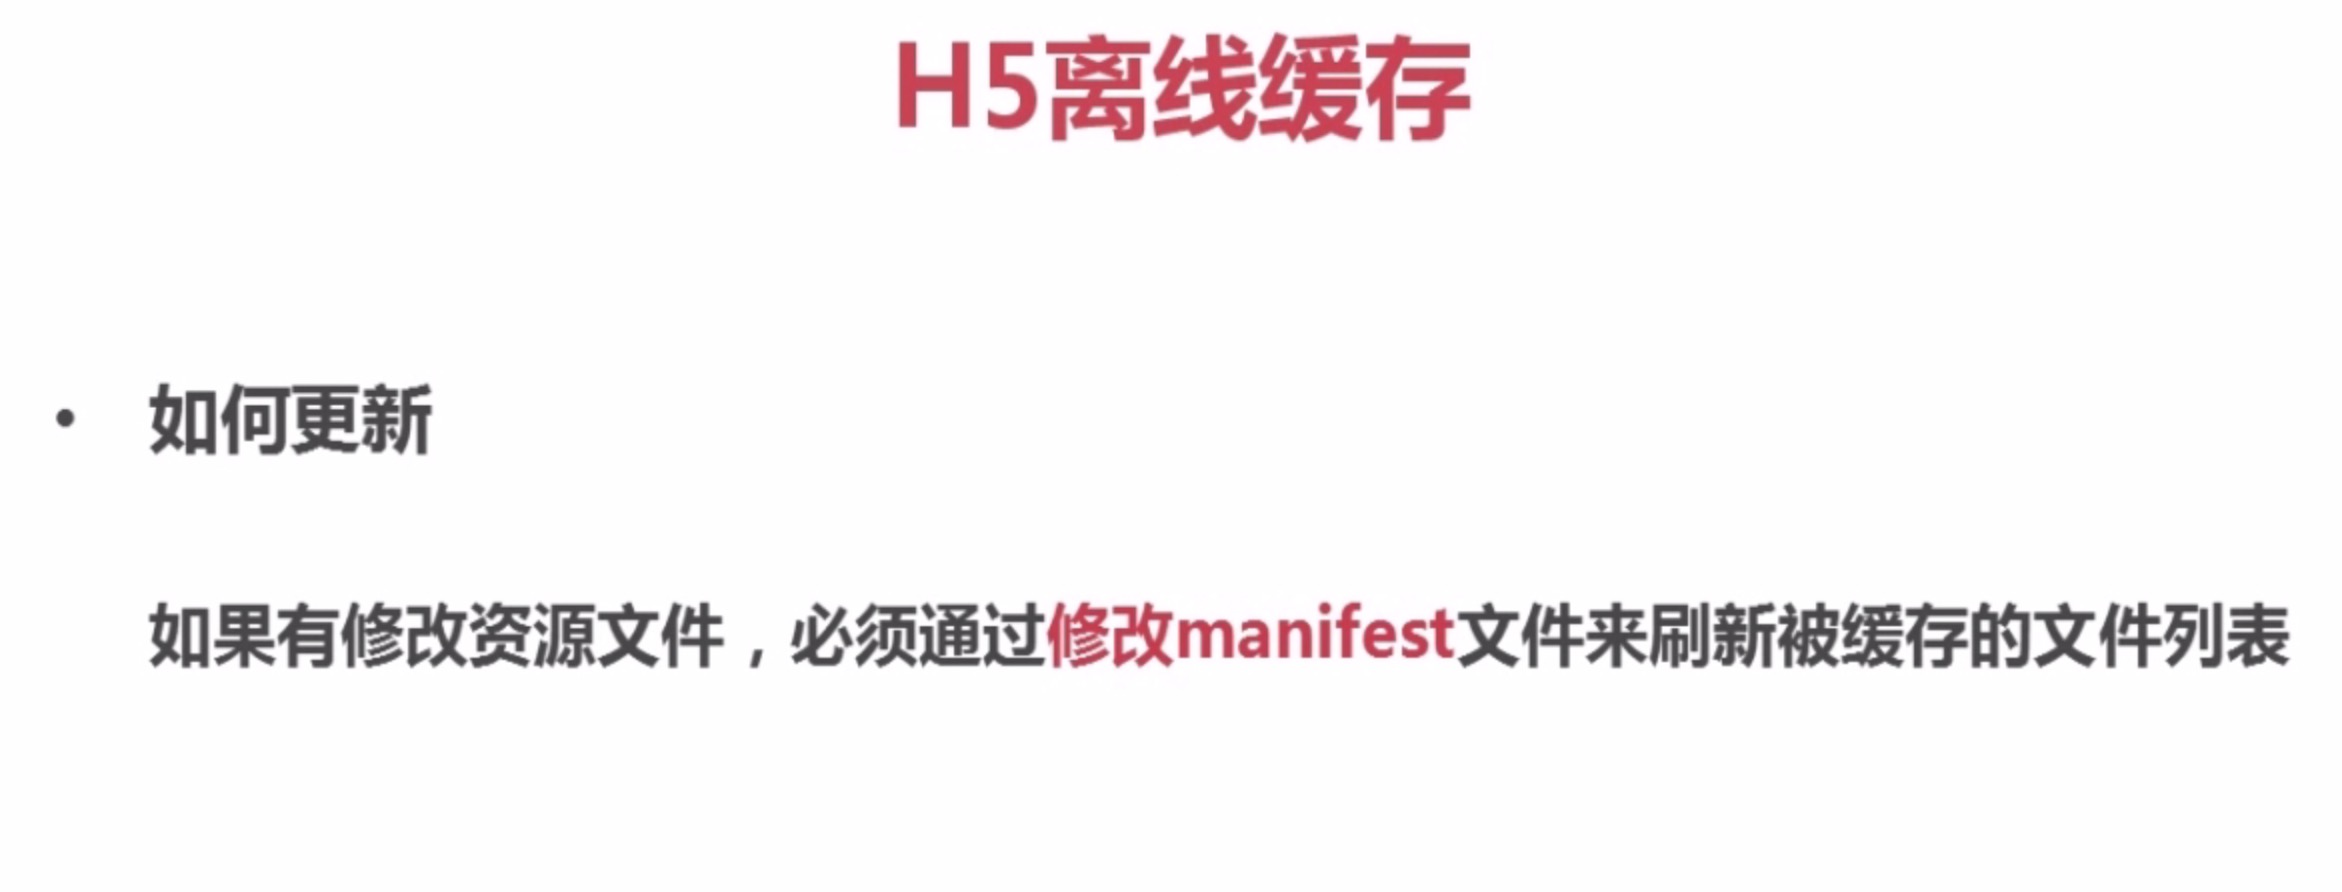 H5离线缓存
• 如何更新
如果有修改资源文件，必须通过修改manifest文件来刷新被缓存的文件列表